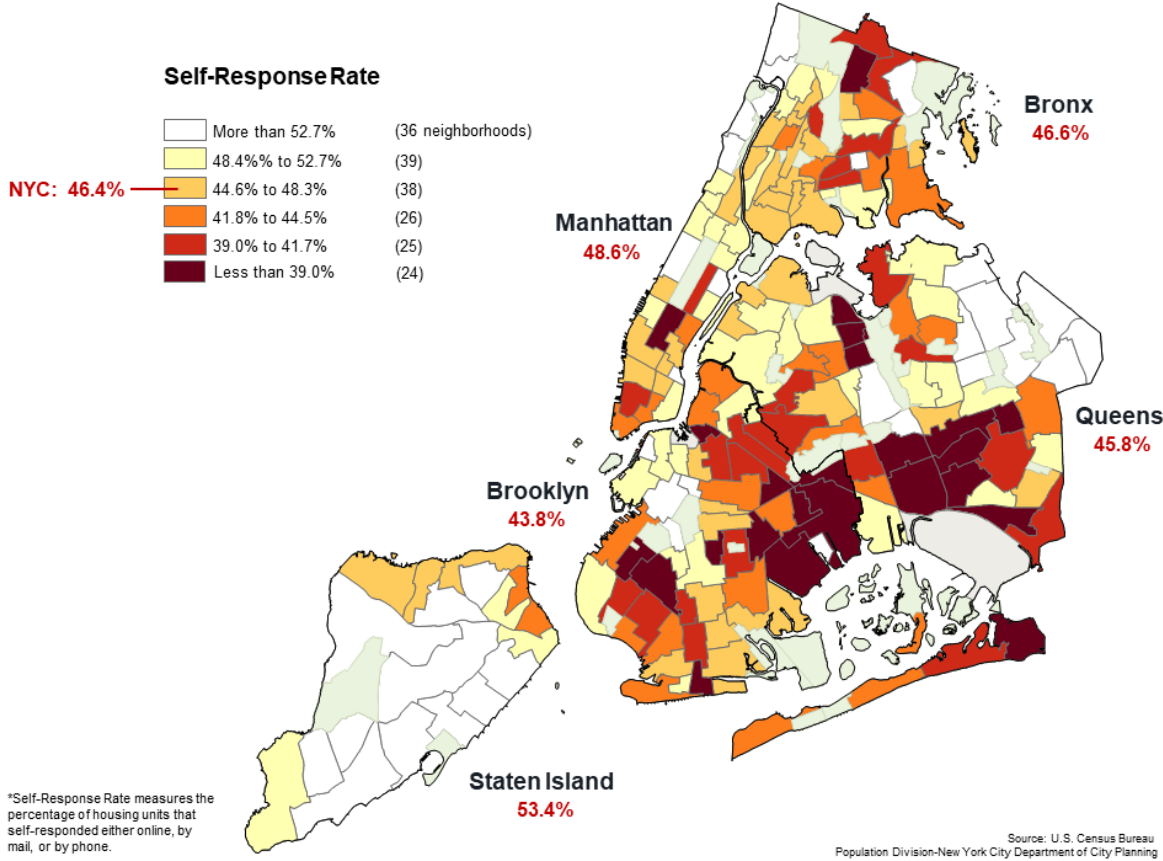 Self-Response Rate
More than 52.7% (36 neighborhoods)
48.4%% to 52.7% (39)
NYC: 46.4% 44.6% to 48.3% (38)
41.8% to 44.5% (26)
39.0% to 41.7% (25)
Less than 39.0% (24)
Bronx
46.6%
Manhattan
48.6%
Queens
45.8%
Brooklyn
43.8%
Staten Island
53.4%
*Self-Response Rate measures the
percentage of housing units that
self-responded either online, by
mail, or by phone.
Source: U.S. Census Bureau
Population Division-New York City Department of City Planning